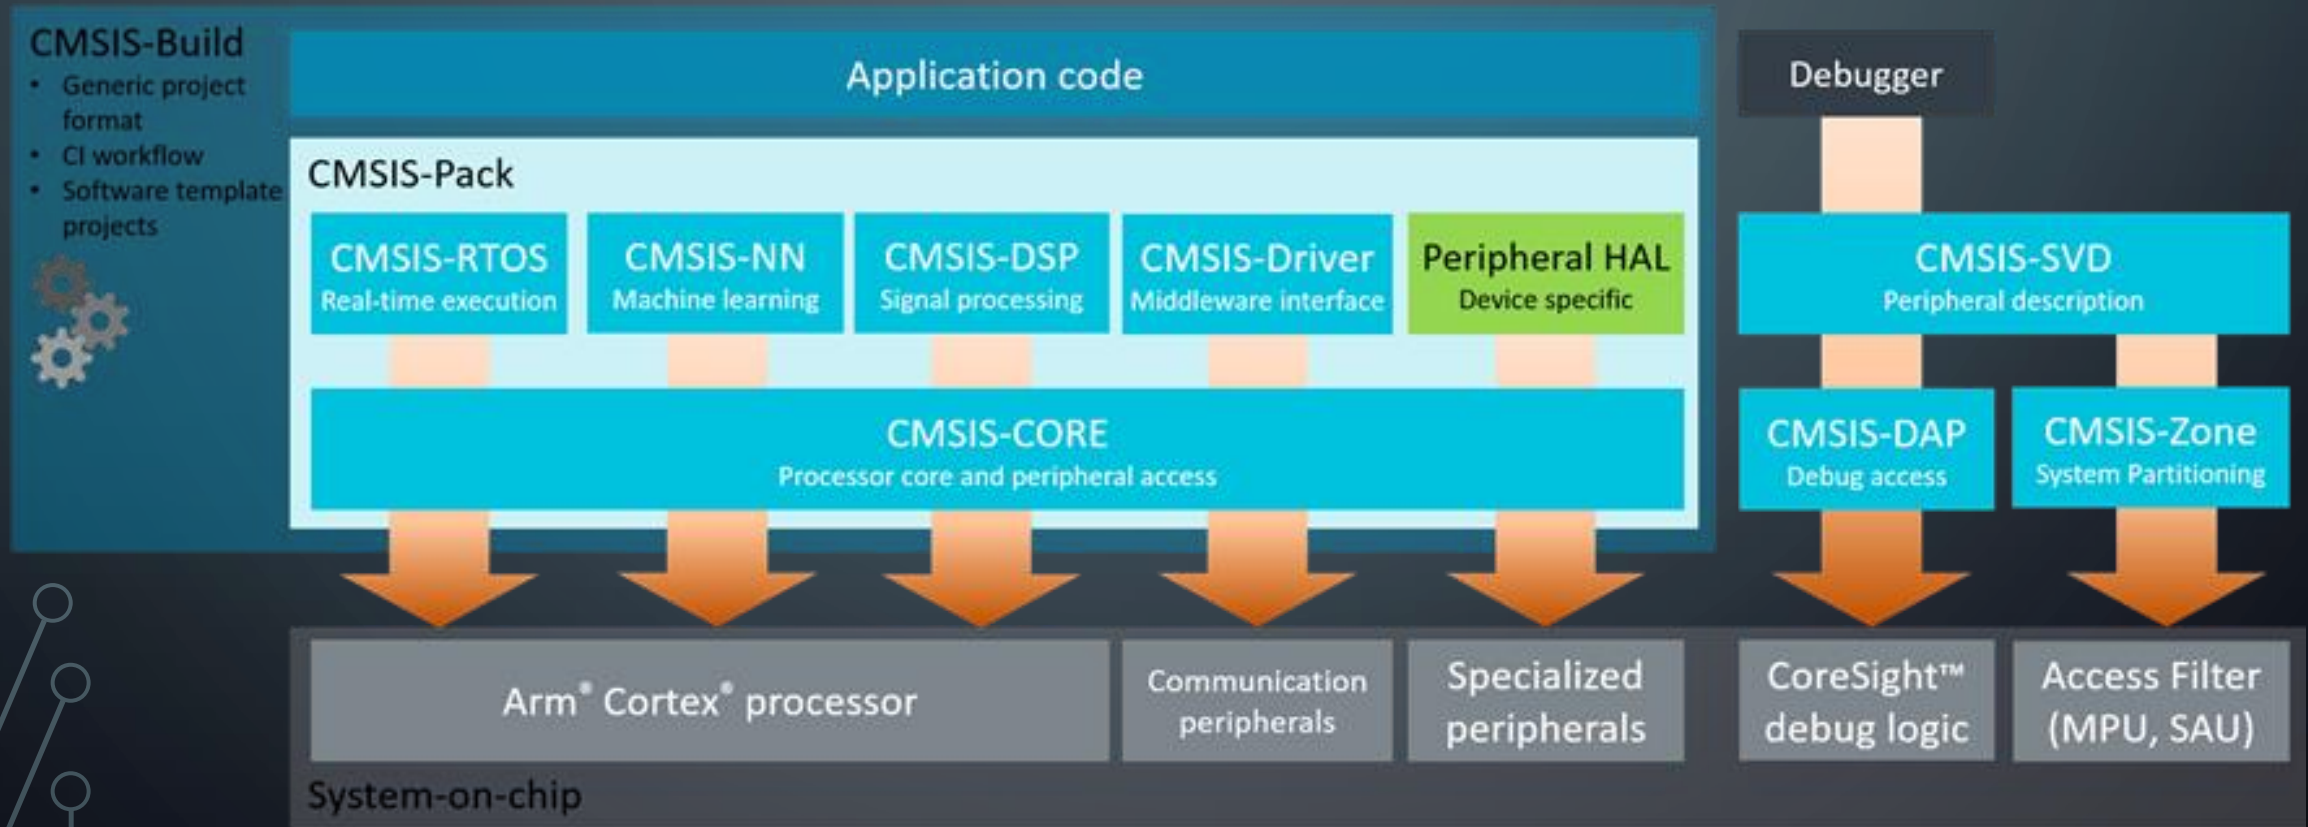 CMSIS-Build
• Generic project
format
• CI workflow
• Software template
projects
Application code
CMSIS-Pack
CMSIS-RTOS
Real-time execution
CMSIS-NN
Machine learning
CMSIS-DSP
Signal processing
CMSIS-Driver
Middleware interface
Peripheral HAL
Device specific
CMSIS-CORE
Processor core and peripheral access
Debugger
CMSIS-SVD
Peripheral description
CMSIS-DAP
Debug access
CMSIS-Zone
System Partitioning
Arm® Cortex® processor
Communication
peripherals
Specialized
peripherals
CoreSight™
debug logic
Access Filter
(MPU, SAU)
System-on-chip